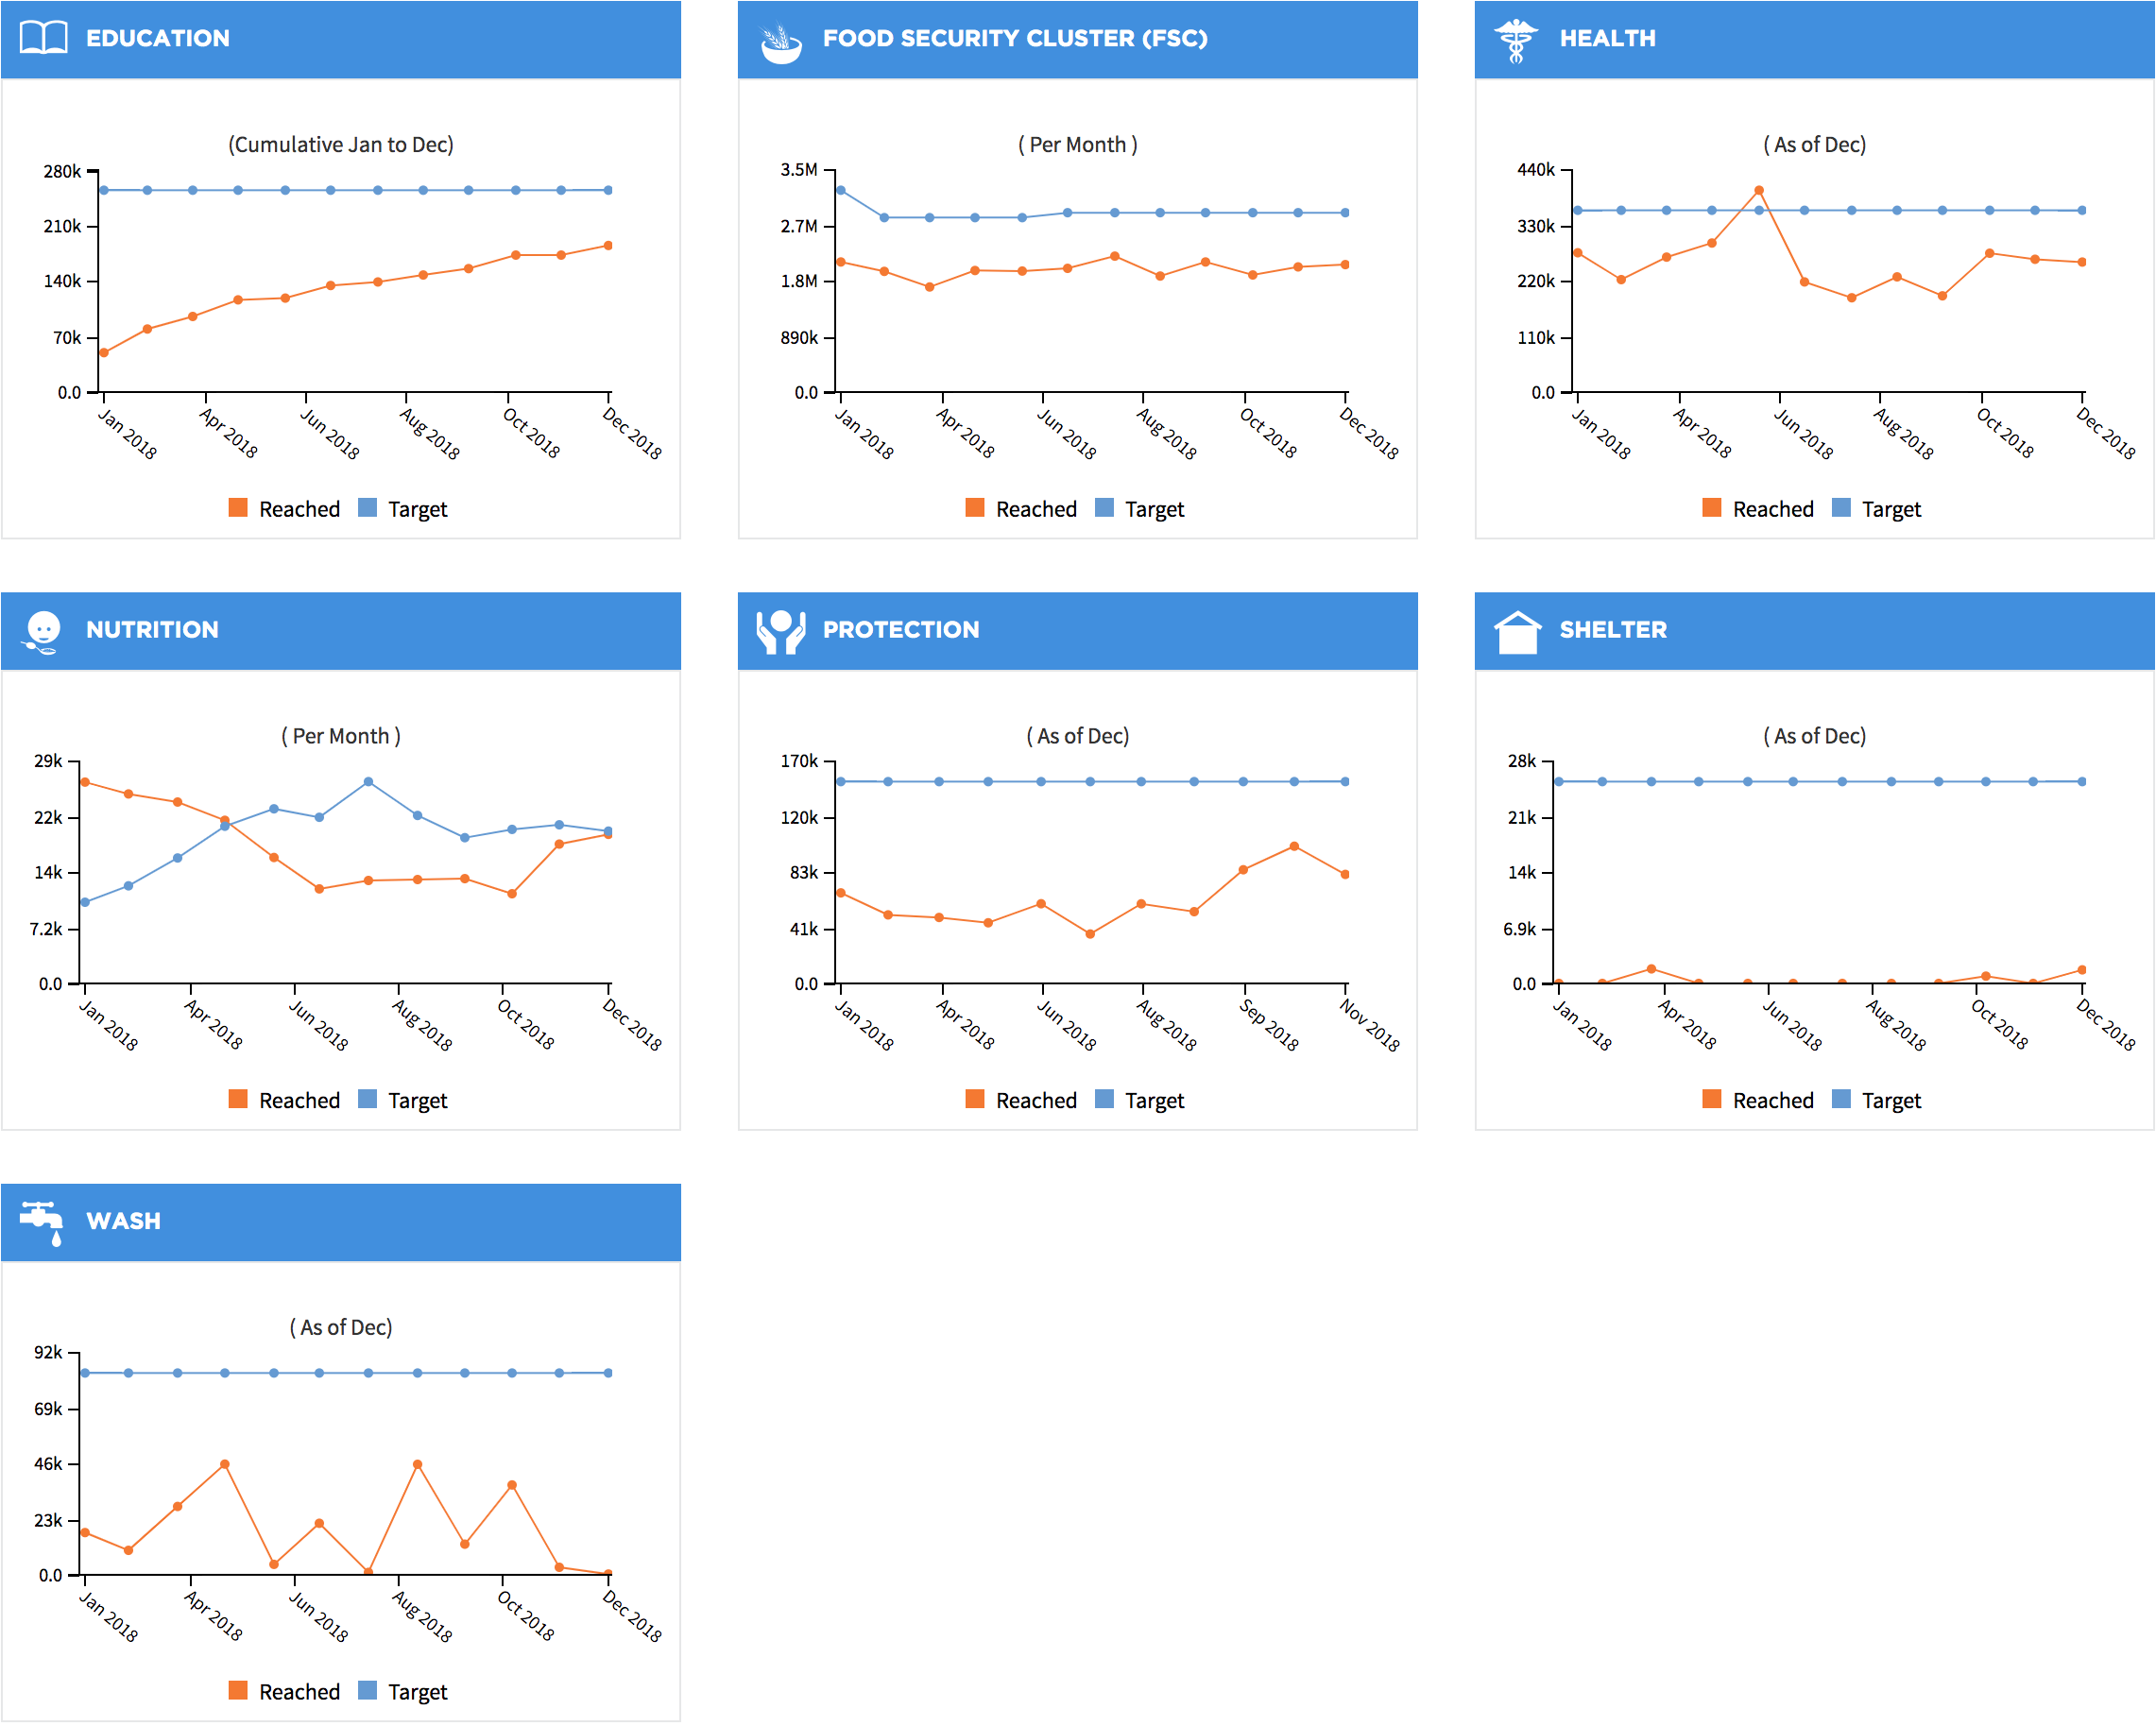 EDUCATION
(Cumulative Jan to Dec)
280k
210k
140k
70k
0.0
Jan 2018
Apr 2018
Jun 2018
Aug 2018
Oct 2018
Dec 2018
Reached Target
FOOD SECURITY CLUSTER (FSC)
( Per Month )
3.5M
2.7M
1.8M
890k
0.0
Jan 2018
Apr 2018
Jun 2018
Aug 2018
Oct 2018
Dec 2018
Reached Target
HEALTH
( As of Dec)
440k
330k
220k
110k
0.0
Jan 2018
Apr 2018
Jun 2018
Aug 2018
Oct 2018
Dec 2018
Reached Target
NUTRITION
( Per Month )
29k
22k
14k
7.2k
0.0
Jan 2018
Apr 2018
Jun 2018
Aug 2018
Oct 2018
Dec 2018
Reached Target
PROTECTION
( As of Dec)
170k
120k
83k
41k
0.0
Jan 2018
Apr 2018
Jun 2018
Aug 2018
Sep 2018
Nov 2018
Reached Target
SHELTER
( As of Dec)
28k
21k
14k
6.9k
0.0
Jan 2018
Apr 2018
Jun 2018
Aug 2018
Oct 2018
Dec 2018
Reached Target
WASH
( As of Dec)
92k
69k
46k
23k
0.0
Jan 2018
Apr 2018
Jun 2018
Aug 2018
Oct 2018
Dec 2018
Reached Target